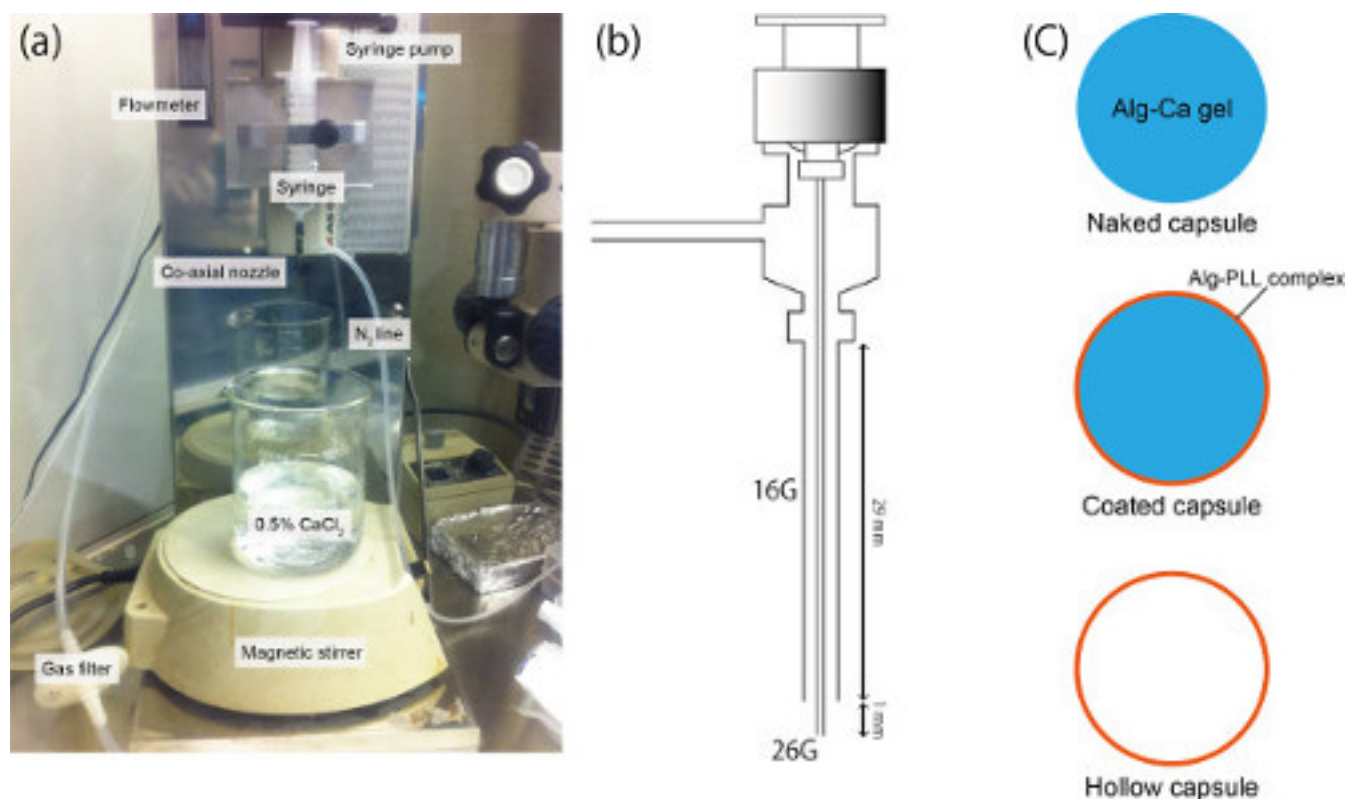 (a)
Syringe pump
Flowmeter
Syringe
Co-axial nozzle
N2 line
0.5% CaCl2
Magnetic stirrer
Gas filter
(b)
16G
29 mm
1 mm
26G
(C)
Alg-Ca gel
Naked capsule
Alg-PLL complex
Coated capsule
Hollow capsule